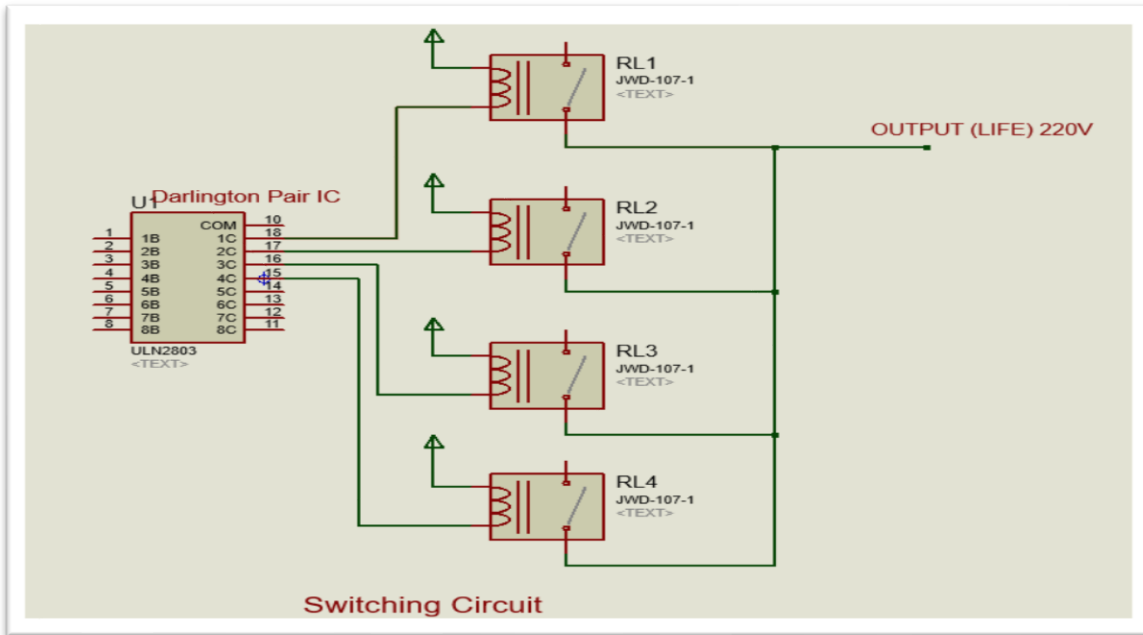 RL1
JWD-107-1
<TEXT>
OUTPUT (LIFE) 220V
Darlington Pair IC
U1
RL2
JWD-107-1
<TEXT>
COM 10
1 1B 1C 18
2 2B 2C 17
3 3B 3C 16
4 4B 4C 15
5 5B 5C 14
6 6B 6C 13
7 7B 7C 12
8 8B 8C 11
ULN2803
<TEXT>
RL3
JWD-107-1
<TEXT>
RL4
JWD-107-1
<TEXT>
Switching Circuit